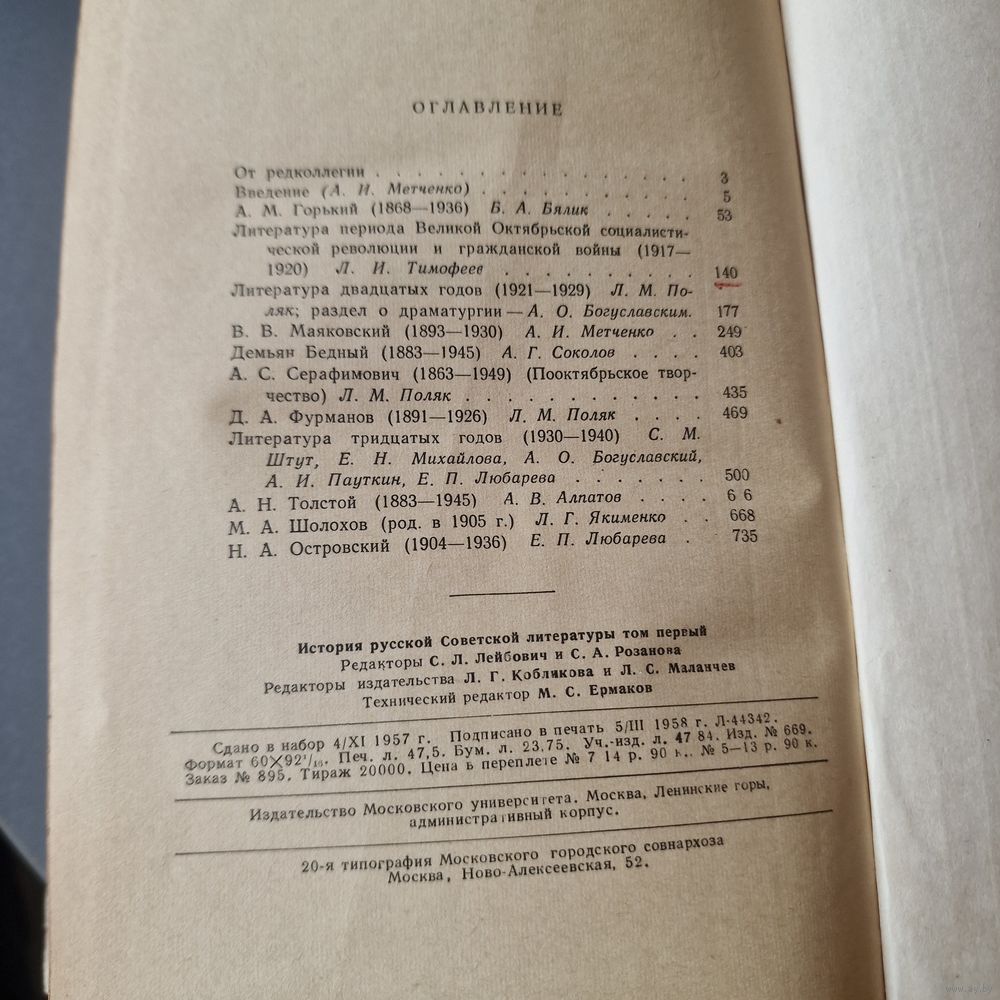 ОГЛАВЛЕНИЕ
От редколлегии . . . . . . . . . . . . . . . 3
Введение (А. И. Метченко) . . . . . . . . . . 5
А. М. Горький (1868—1936) Б. А. Бялик . . . . . 53
Литература периода Великой Октябрьской социалисти-
ческой революции и гражданской войны (1917—
1920) Л. И. Тимофеев . . . . . . . . . . 140
Литература двадцатых годов (1921—1929) Л. М. По-
ляк; раздел о драматургии — А. О. Богуславским. 177
В. В. Маяковский (1893—1930) А. И. Метченко . . 249
Демьян Бедный (1883—1945) А. Г. Соколов . . . . 403
А. С. Серафимович (1863—1949) (Пооктябрьское твор-
чество) Л. М. Поляк . . . . . . . . . . . 435
Д. А. Фурманов (1891—1926) Л. М. Поляк . . . . 469
Литература тридцатых годов (1930—1940) С. М.
Штут, Е. Н. Михайлова, А. О. Богуславский,
А. И. Пауткин, Е. П. Любарева . . . . . . . 500
А. Н. Толстой (1883—1945) А. В. Алпатов . . . . 6 6
М. А. Шолохов (род. в 1905 г.) Л. Г. Якименко . . 668
Н. А. Островский (1904—1936) Е. П. Любарева . 735
История русской Советской литературы том первый
Редакторы С. Л. Лейбович и С. А. Розанова
Редакторы издательства Л. Г. Кобликова и Л. С. Маланчев
Технический редактор М. С. Ермаков
Сдано в набор 4/XI 1957 г. Подписано в печать 5/III 1958 г. Л-44342.
Формат 60×92¹/₁₆. Печ. л. 47,5. Бум. л. 23,75. Уч.-изд. л. 47 84. Изд. № 669.
Заказ № 895. Тираж 20000. Цена в переплете № 7 14 р. 90 к., № 5—13 р. 90 к.
Издательство Московского университета. Москва, Ленинские горы,
административный корпус.
20-я типография Московского городского совнархоза
Москва, Ново-Алексеевская, 52.
www.ay.by